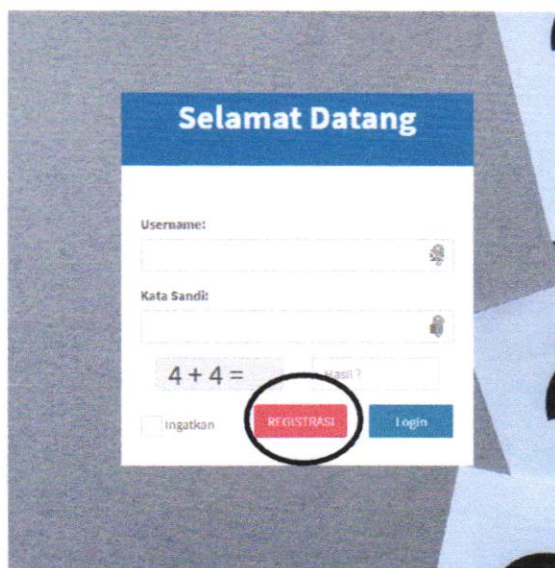 Selamat Datang
Username:
Kata Sandi:
4 + 4 = Hasil ?
Ingatkan REGISTRASI Login